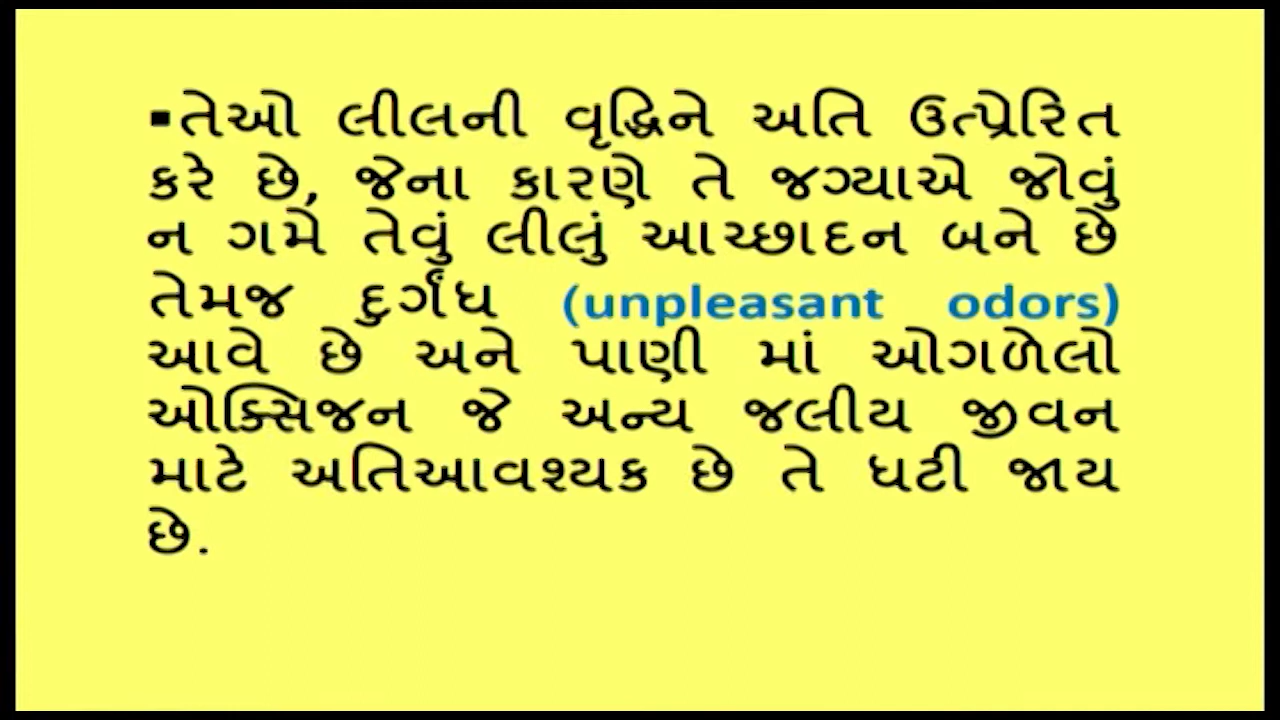 ▪તેઓ લીલની વૃદ્ધિને અતિ ઉત્પ્રેરિત
કરે છે, જેના કારણે તે જગ્યાએ જોવું
ન ગમે તેવું લીલું આચ્છાદન બને છે
તેમજ દુર્ગંધ (unpleasant odors)
આવે છે અને પાણી માં ઓગળેલો
ઓક્સિજન જે અન્ય જલીય જીવન
માટે અતિઆવશ્યક છે તે ધટી જાય
છે.